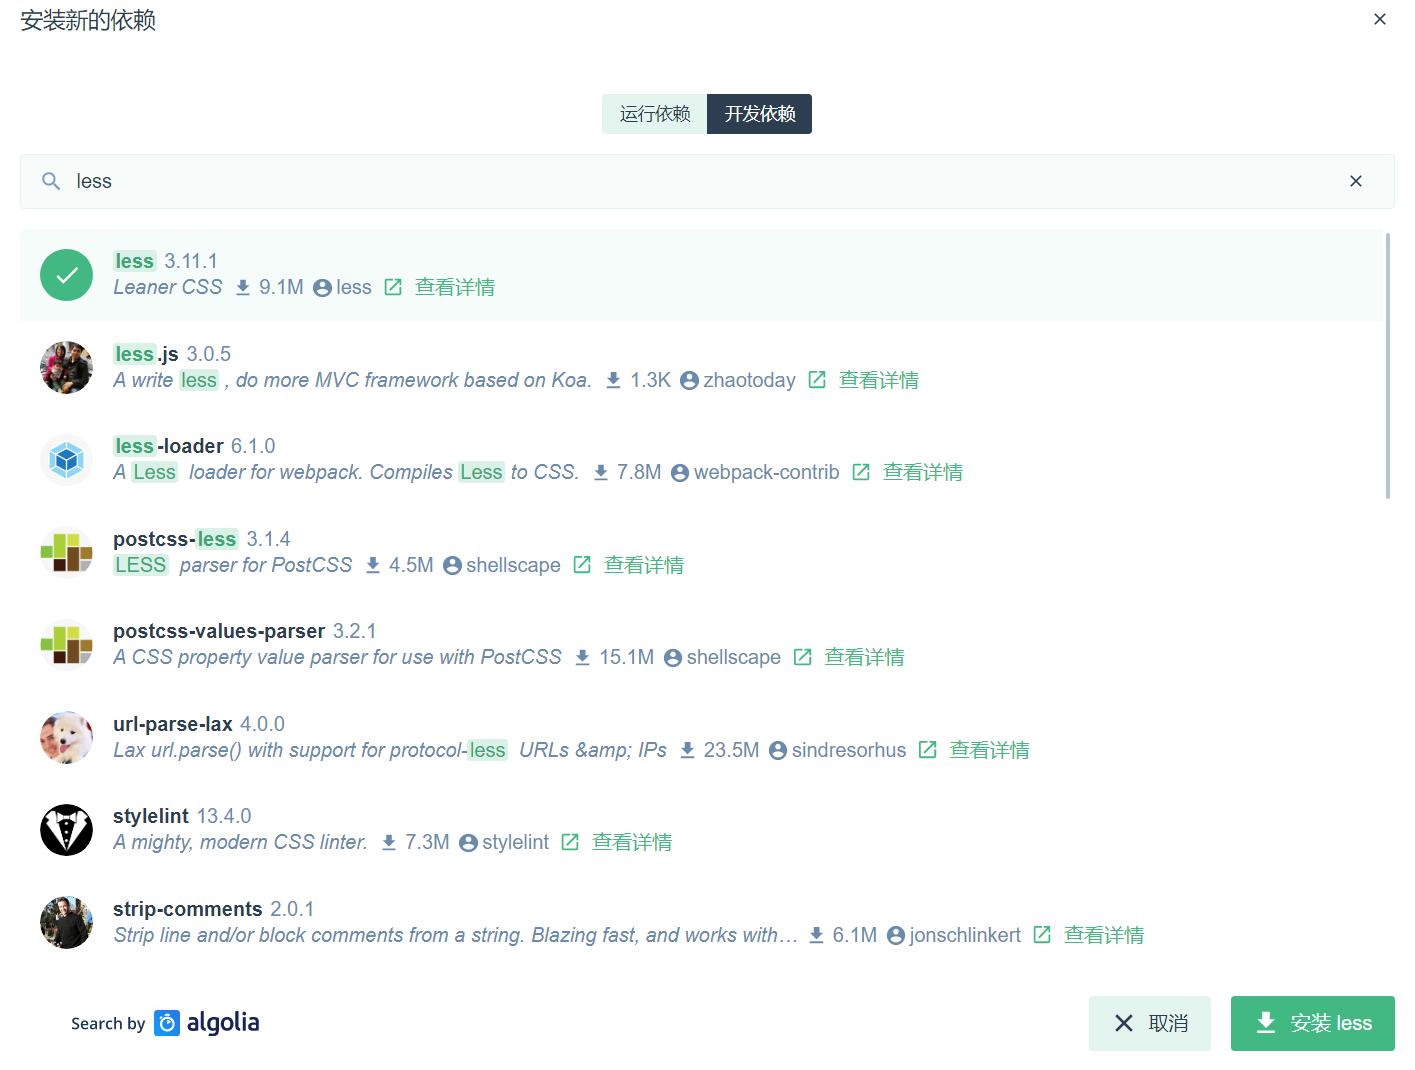 安装新的依赖
运行依赖 开发依赖
less
less 3.11.1
Leaner CSS 9.1M less 查看详情
less.js 3.0.5
A write less , do more MVC framework based on Koa. 1.3K zhaotoday 查看详情
less-loader 6.1.0
A Less loader for webpack. Compiles Less to CSS. 7.8M webpack-contrib 查看详情
postcss-less 3.1.4
LESS parser for PostCSS 4.5M shellscape 查看详情
postcss-values-parser 3.2.1
A CSS property value parser for use with PostCSS 15.1M shellscape 查看详情
url-parse-lax 4.0.0
Lax url.parse() with support for protocol-less URLs &amp; IPs 23.5M sindresorhus 查看详情
stylelint 13.4.0
A mighty, modern CSS linter. 7.3M stylelint 查看详情
strip-comments 2.0.1
Strip line and/or block comments from a string. Blazing fast, and works with… 6.1M jonschlinkert 查看详情
Search by algolia 取消 安装 less